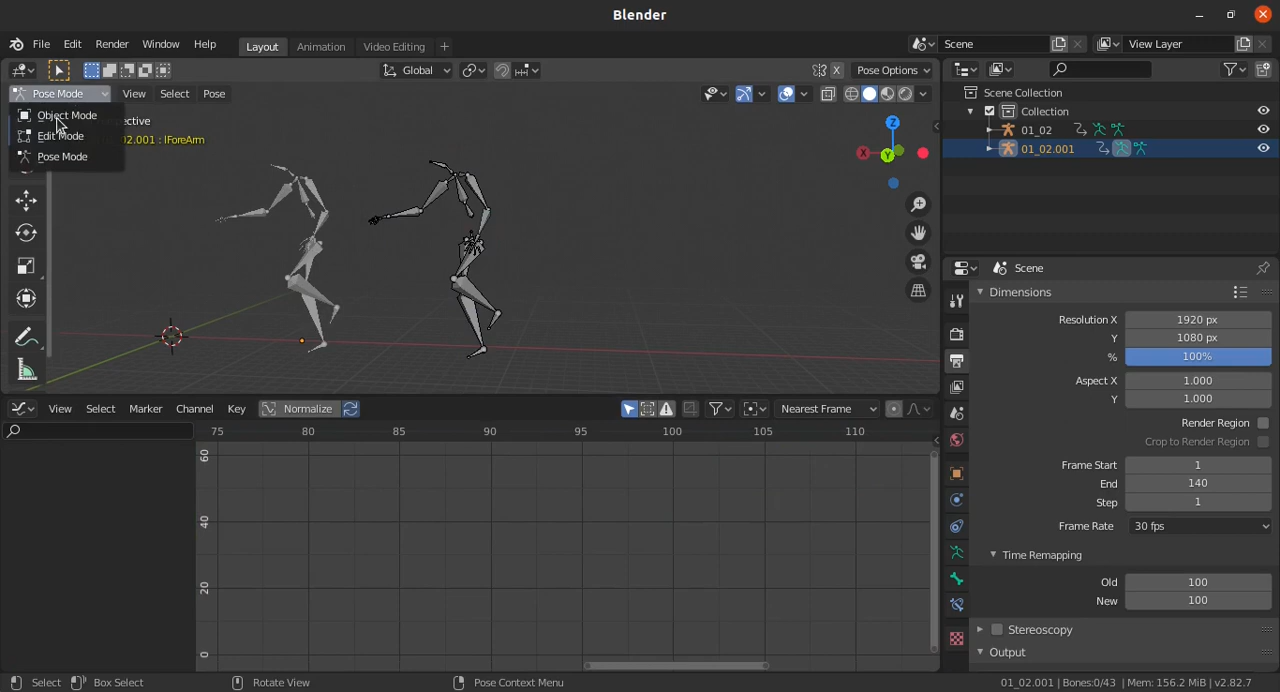 Blender
File Edit Render Window Help Layout Animation Video Editing + Scene View Layer
Global Pose Options
Pose Mode View Select Pose
Object Mode
Edit Mode
Pose Mode
pective
02.001 : lForeArm
Z
X
Y
Scene Collection
Collection
01_02
01_02.001
Scene
Dimensions
Resolution X 1920 px
Y 1080 px
% 100%
Aspect X 1.000
Y 1.000
Render Region
Crop to Render Region
Frame Start 1
End 140
Step 1
Frame Rate 30 fps
Time Remapping
Old 100
New 100
Stereoscopy
Output
View Select Marker Channel Key Normalize Nearest Frame
75 80 85 90 95 100 105 110
60
40
20
0
Select Box Select Rotate View Pose Context Menu 01_02.001 | Bones:0/43 | Mem: 156.2 MiB | v2.82.7